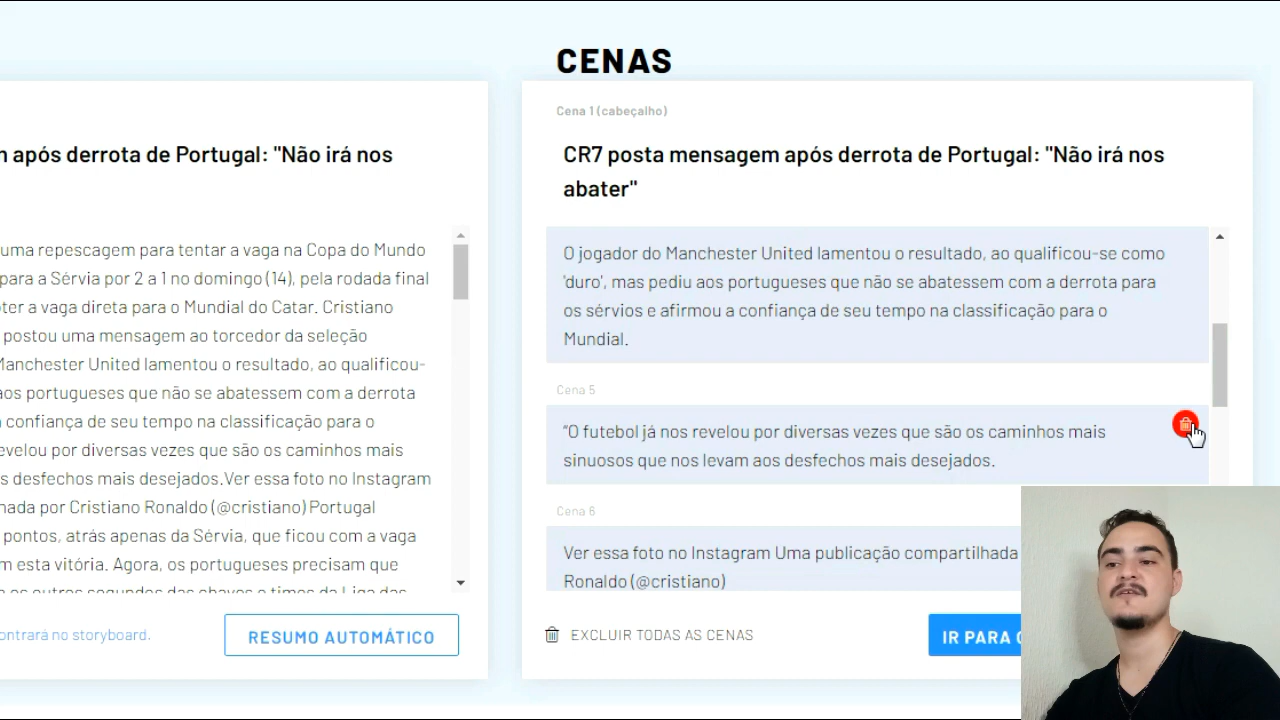 CENAS
Cena 1 (cabeçalho)
m após derrota de Portugal: "Não irá nos
CR7 posta mensagem após derrota de Portugal: "Não irá nos
abater"
uma repescagem para tentar a vaga na Copa do Mundo
para a Sérvia por 2 a 1 no domingo (14), pela rodada final
ter a vaga direta para o Mundial do Catar. Cristiano
postou uma mensagem ao torcedor da seleção
Manchester United lamentou o resultado, ao qualificou-
aos portugueses que não se abatessem com a derrota
confiança de seu tempo na classificação para o
evelou por diversas vezes que são os caminhos mais
s desfechos mais desejados.Ver essa foto no Instagram
hada por Cristiano Ronaldo (@cristiano) Portugal
pontos, atrás apenas da Sérvia, que ficou com a vaga
m esta vitória. Agora, os portugueses precisam que
os outros segundos das chaves e times da Liga das
ontrará no storyboard.
RESUMO AUTOMÁTICO
O jogador do Manchester United lamentou o resultado, ao qualificou-se como
'duro', mas pediu aos portugueses que não se abatessem com a derrota para
os sérvios e afirmou a confiança de seu tempo na classificação para o
Mundial.
Cena 5
“O futebol já nos revelou por diversas vezes que são os caminhos mais
sinuosos que nos levam aos desfechos mais desejados.
Cena 6
Ver essa foto no Instagram Uma publicação compartilhada
Ronaldo (@cristiano)
EXCLUIR TODAS AS CENAS
IR PARA